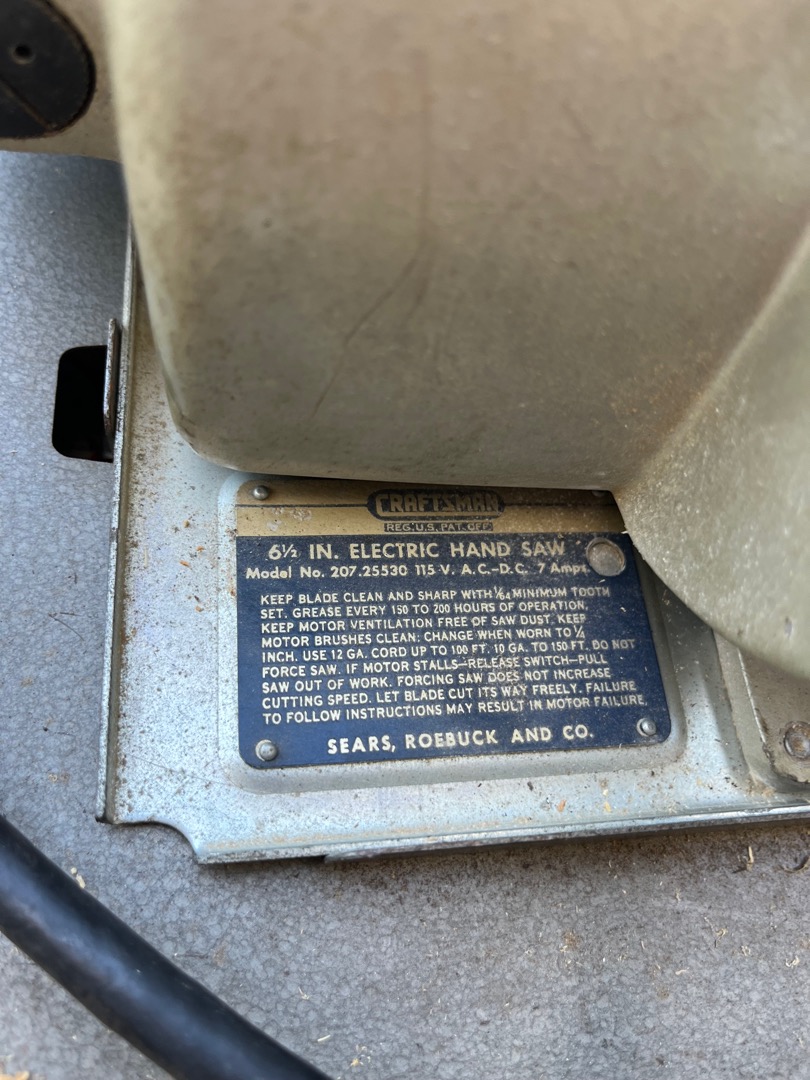 CRAFTSMAN
REG. U.S. PAT. OFF.
6½ IN. ELECTRIC HAND SAW
Model No. 207.25530 115 V. A.C.-D.C. 7 Amps.
KEEP BLADE CLEAN AND SHARP WITH 1/64 MINIMUM TOOTH
SET. GREASE EVERY 150 TO 200 HOURS OF OPERATION.
KEEP MOTOR VENTILATION FREE OF SAW DUST. KEEP
MOTOR BRUSHES CLEAN: CHANGE WHEN WORN TO ¼
INCH. USE 12 GA. CORD UP TO 100 FT. 10 GA. TO 150 FT. DO NOT
FORCE SAW. IF MOTOR STALLS—RELEASE SWITCH—PULL
SAW OUT OF WORK. FORCING SAW DOES NOT INCREASE
CUTTING SPEED. LET BLADE CUT ITS WAY FREELY. FAILURE
TO FOLLOW INSTRUCTIONS MAY RESULT IN MOTOR FAILURE.
SEARS, ROEBUCK AND CO.